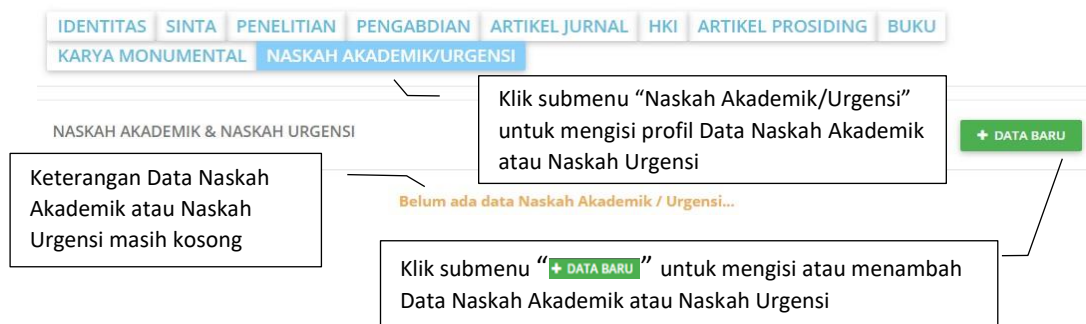 IDENTITAS SINTA PENELITIAN PENGABDIAN ARTIKEL JURNAL HKI ARTIKEL PROSIDING BUKU
KARYA MONUMENTAL NASKAH AKADEMIK/URGENSI
Klik submenu “Naskah Akademik/Urgensi”
untuk mengisi profil Data Naskah Akademik
atau Naskah Urgensi
NASKAH AKADEMIK & NASKAH URGENSI
+ DATA BARU
Keterangan Data Naskah
Akademik atau Naskah
Urgensi masih kosong
Belum ada data Naskah Akademik / Urgensi...
Klik submenu “+ DATA BARU” untuk mengisi atau menambah
Data Naskah Akademik atau Naskah Urgensi